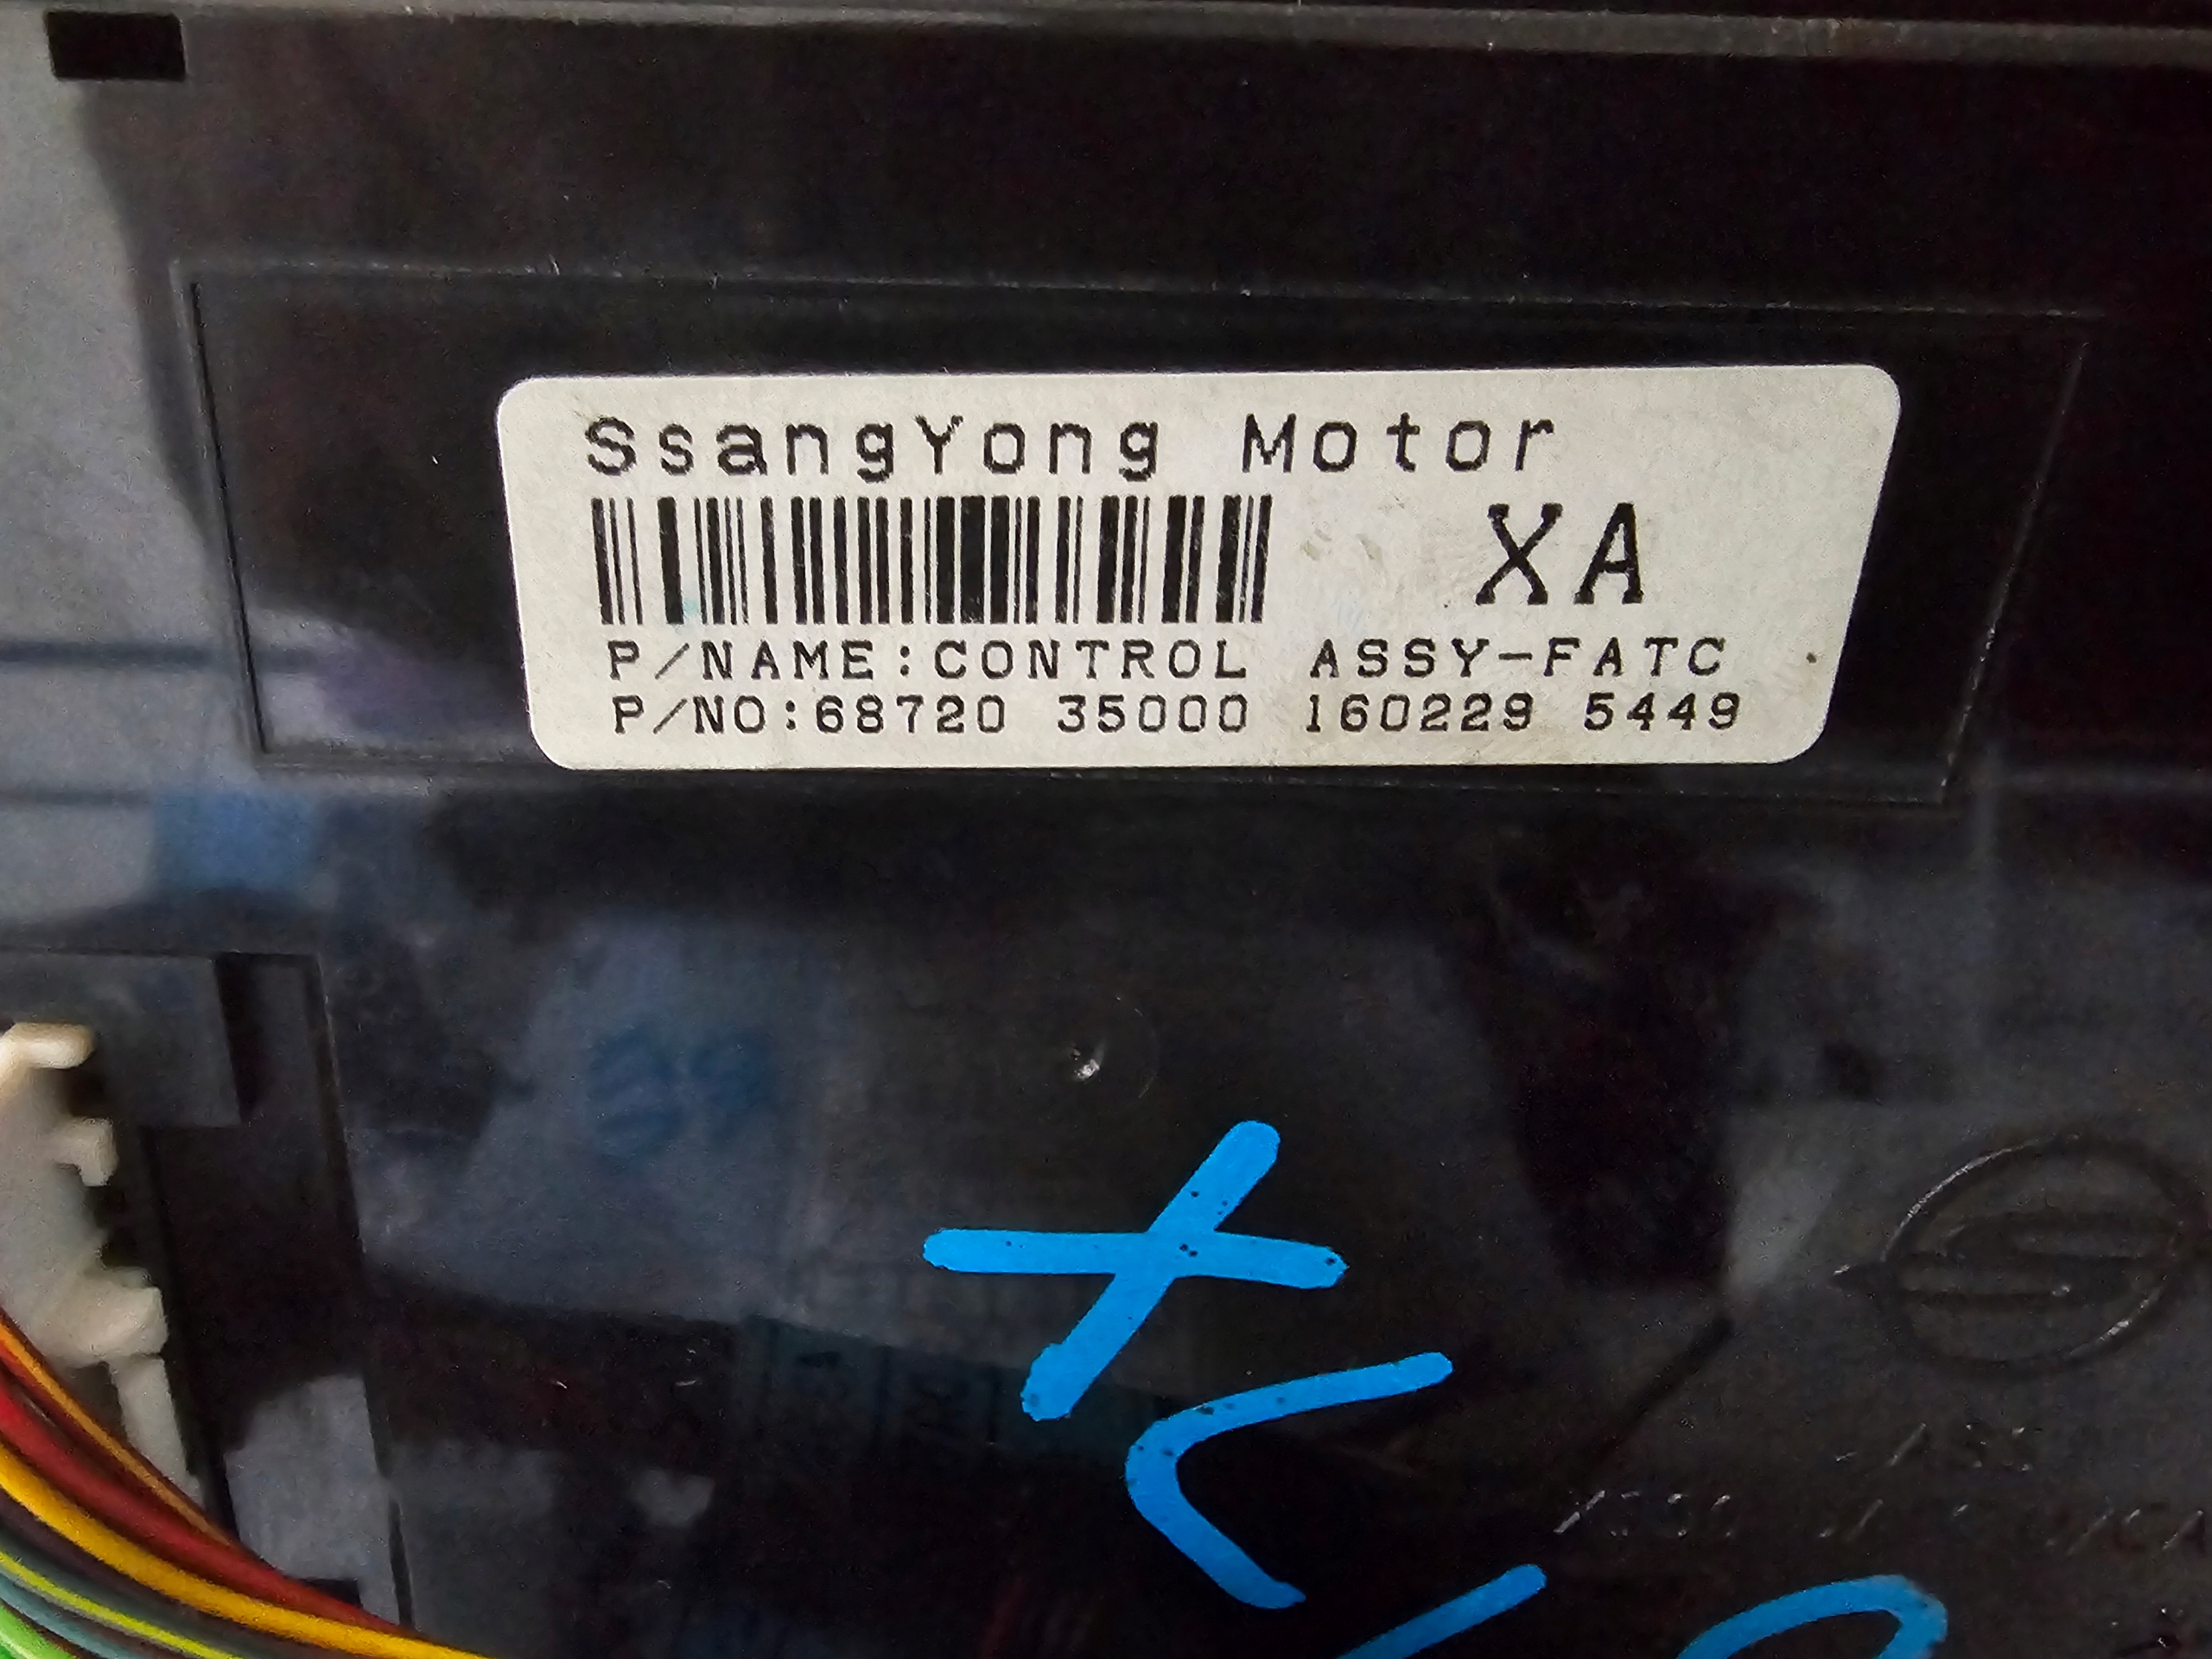 SsangYong Motor
XA
P/NAME:CONTROL ASSY-FATC
P/NO:68720 35000 160229 5449